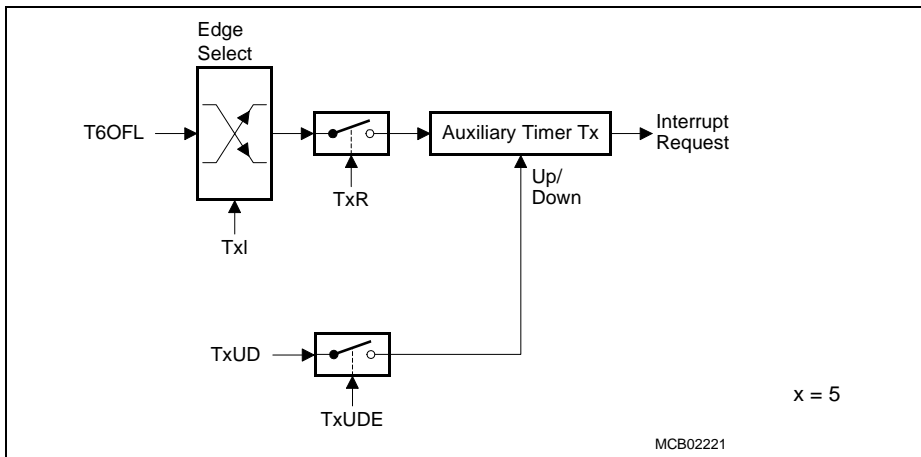 Edge
Select
T6OFL
Auxiliary Timer Tx
Interrupt
Request
Up/
Down
TxR
TxI
TxUD
TxUDE
x = 5
MCB02221